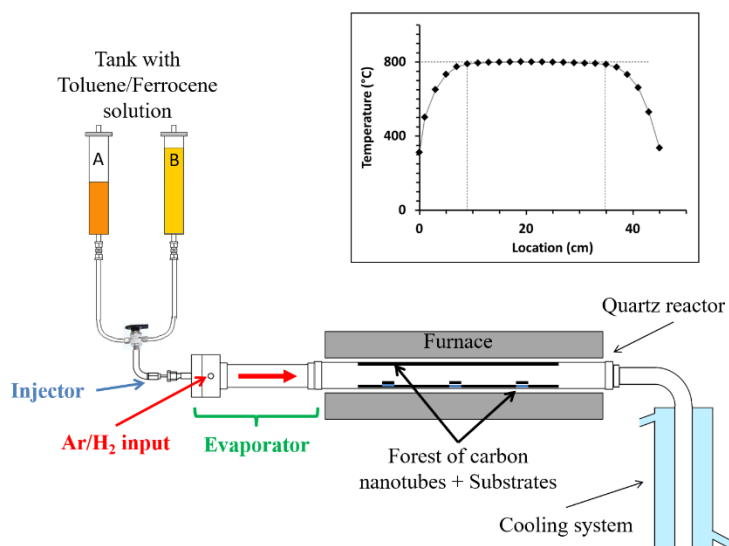 Tank with
Toluene/Ferrocene
solution
A
B
Injector
Ar/H₂ input
Evaporator
Furnace
Quartz reactor
Forest of carbon
nanotubes + Substrates
Cooling system
Temperature (°C)
800
400
0
0
20
40
Location (cm)